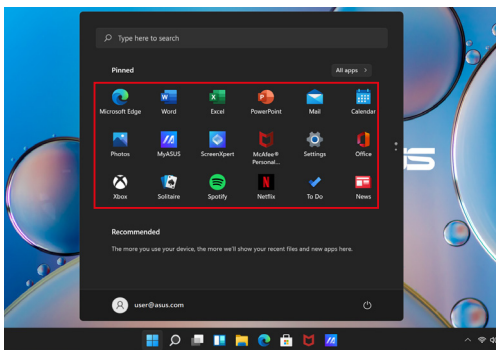 Type here to search
Pinned
All apps >
Microsoft Edge Word Excel PowerPoint Mail Calendar
Photos MyASUS ScreenXpert McAfee® Personal... Settings Office
Xbox Solitaire Spotify Netflix To Do News
Recommended
The more you use your device, the more we'll show your recent files and new apps here.
user@asus.com